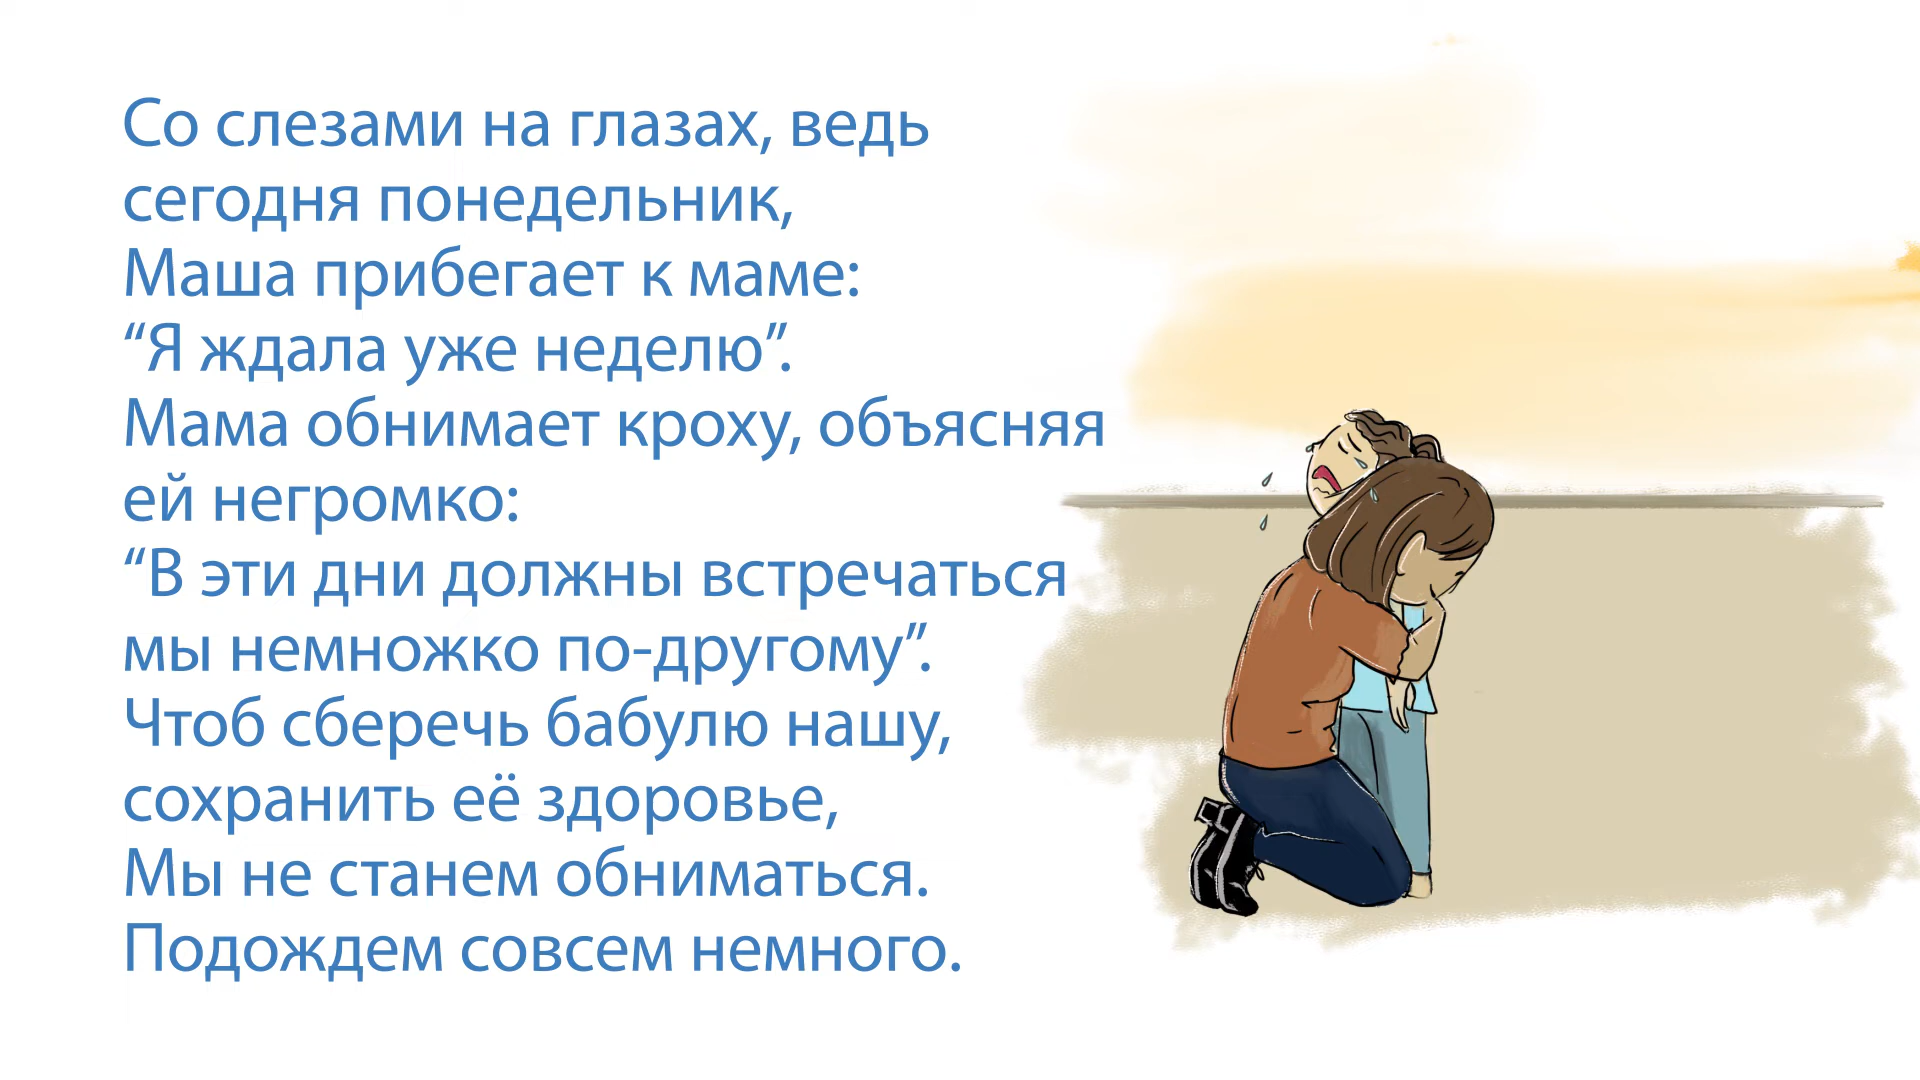 Со слезами на глазах, ведь
сегодня понедельник,
Маша прибегает к маме:
“Я ждала уже неделю”.
Мама обнимает кроху, объясняя
ей негромко:
“В эти дни должны встречаться
мы немножко по-другому”.
Чтоб сберечь бабулю нашу,
сохранить её здоровье,
Мы не станем обниматься.
Подождем совсем немного.